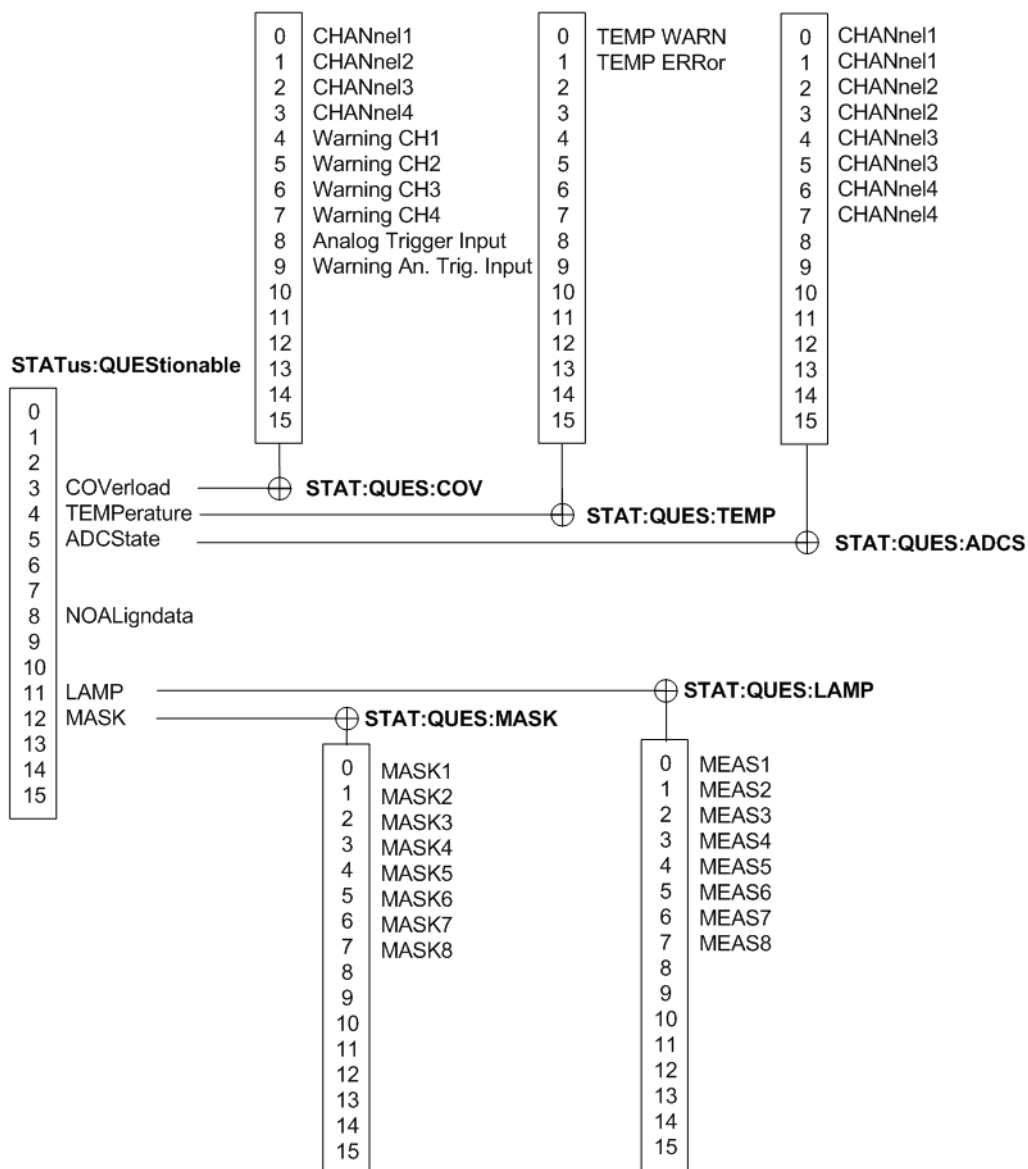 0 CHANnel1
1 CHANnel2
2 CHANnel3
3 CHANnel4
4 Warning CH1
5 Warning CH2
6 Warning CH3
7 Warning CH4
8 Analog Trigger Input
9 Warning An. Trig. Input
10
11
12
13
14
15
0 TEMP WARN
1 TEMP ERRor
2
3
4
5
6
7
8
9
10
11
12
13
14
15
0 CHANnel1
1 CHANnel1
2 CHANnel2
3 CHANnel2
4 CHANnel3
5 CHANnel3
6 CHANnel4
7 CHANnel4
8
9
10
11
12
13
14
15
STATus:QUEStionable
0
1
2
3 COVerload STAT:QUES:COV
4 TEMPerature STAT:QUES:TEMP
5 ADCState STAT:QUES:ADCS
6
7
8 NOALigndata
9
10
11 LAMP STAT:QUES:LAMP
12 MASK STAT:QUES:MASK
13
14
15
0 MASK1
1 MASK2
2 MASK3
3 MASK4
4 MASK5
5 MASK6
6 MASK7
7 MASK8
8
9
10
11
12
13
14
15
0 MEAS1
1 MEAS2
2 MEAS3
3 MEAS4
4 MEAS5
5 MEAS6
6 MEAS7
7 MEAS8
8
9
10
11
12
13
14
15